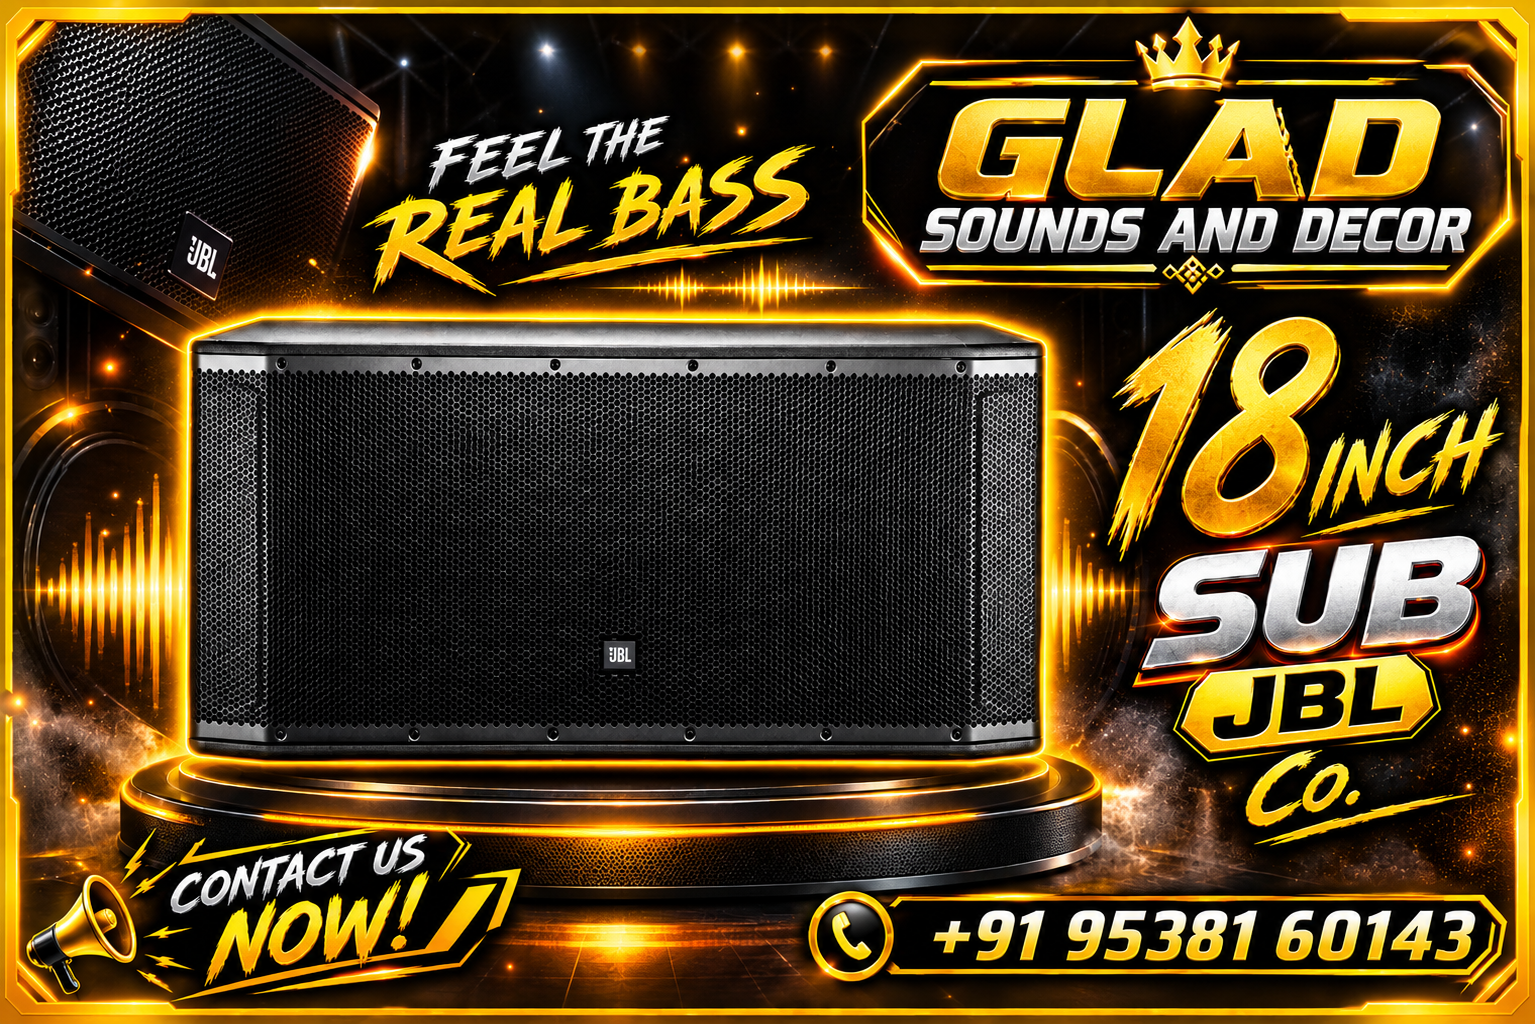 JBL
FEEL THE
REAL BASS
GLAD
SOUNDS AND DECOR
18 INCH
SUB
JBL
Co.
JBL
CONTACT US
NOW!
+91 95381 60143